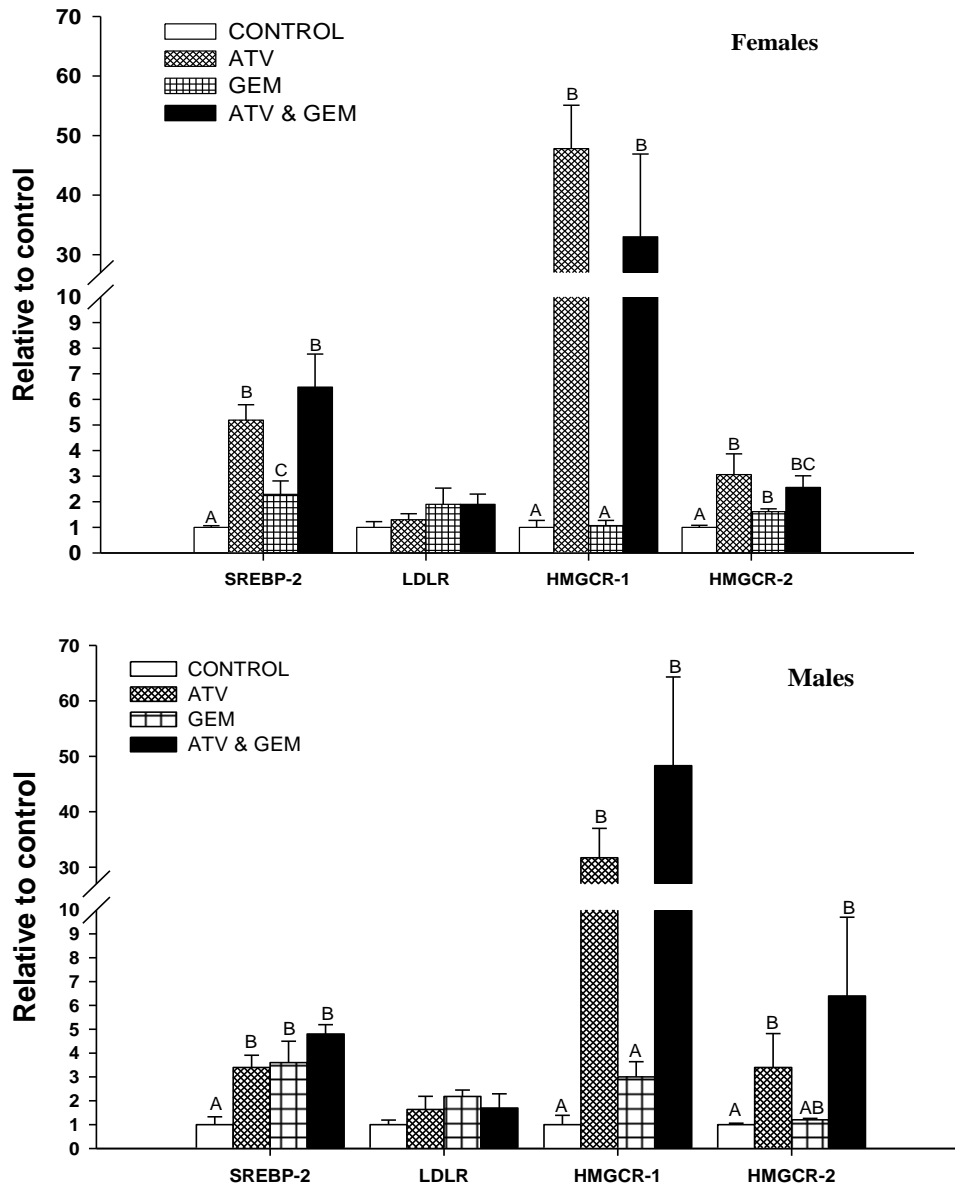 70
60
50
40
30
10
9
8
7
6
5
4
3
2
1
0
Relative to control
CONTROL
ATV
GEM
ATV & GEM
Females
A
B
C
B
A
B
A
B
A
B
B
BC
SREBP-2
LDLR
HMGCR-1
HMGCR-2
70
60
50
40
30
10
9
8
7
6
5
4
3
2
1
0
Relative to control
CONTROL
ATV
GEM
ATV & GEM
Males
A
B
B
B
A
B
A
B
A
B
AB
B
SREBP-2
LDLR
HMGCR-1
HMGCR-2